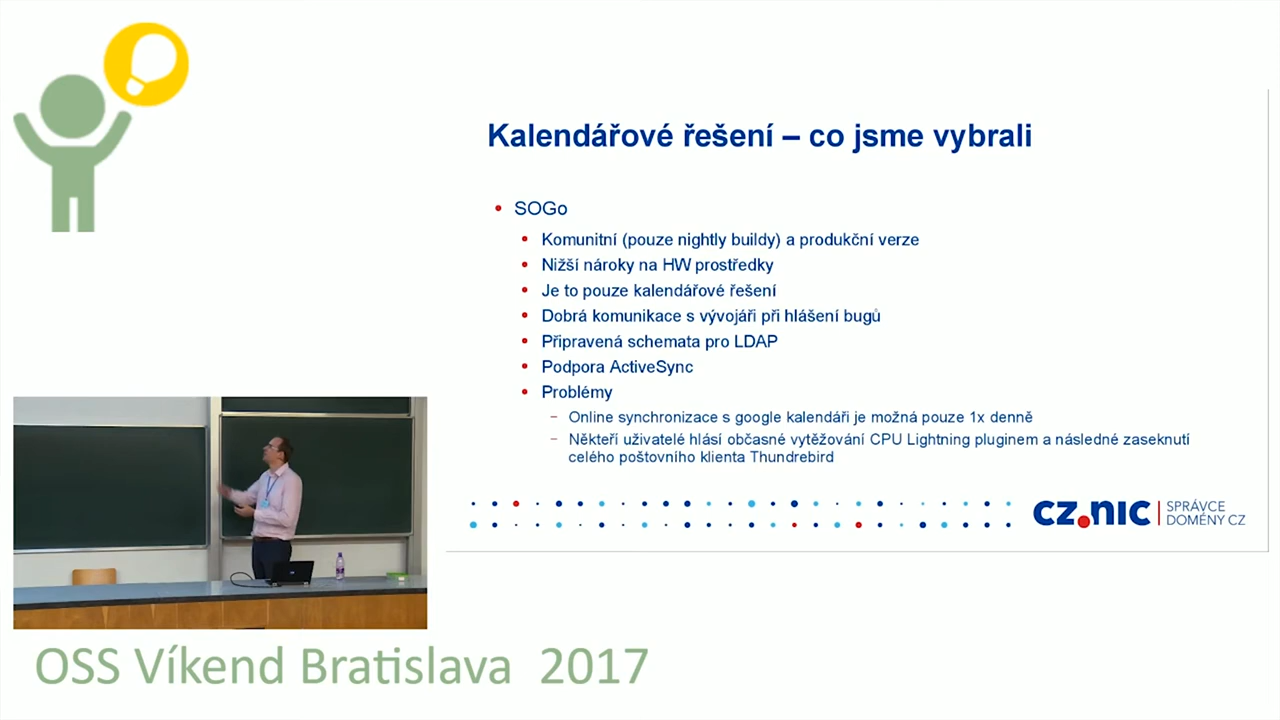 Kalendářové řešení – co jsme vybrali
SOGo
Komunitní (pouze nightly buildy) a produkční verze
Nižší nároky na HW prostředky
Je to pouze kalendářové řešení
Dobrá komunikace s vývojáři při hlášení bugů
Připravená schemata pro LDAP
Podpora ActiveSync
Problémy
– Online synchronizace s google kalendáři je možná pouze 1x denně
– Někteří uživatelé hlásí občasné vytěžování CPU Lightning pluginem a následné zaseknutí
celého poštovního klienta Thundrebird
cz.nic
SPRÁVCE
DOMÉNY CZ
OSS Víkend Bratislava 2017